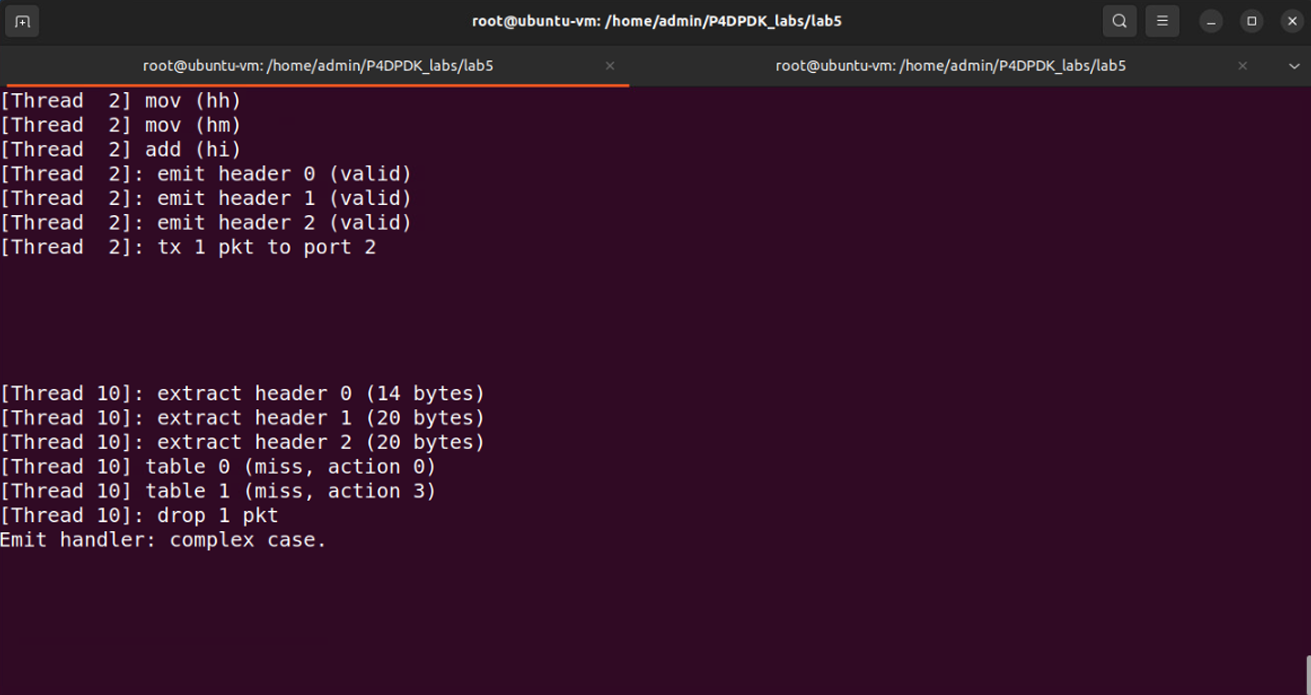 root@ubuntu-vm: /home/admin/P4DPDK_labs/lab5
root@ubuntu-vm: /home/admin/P4DPDK_labs/lab5
root@ubuntu-vm: /home/admin/P4DPDK_labs/lab5
[Thread  2] mov (hh)
[Thread  2] mov (hm)
[Thread  2] add (hi)
[Thread  2]: emit header 0 (valid)
[Thread  2]: emit header 1 (valid)
[Thread  2]: emit header 2 (valid)
[Thread  2]: tx 1 pkt to port 2
[Thread 10]: extract header 0 (14 bytes)
[Thread 10]: extract header 1 (20 bytes)
[Thread 10]: extract header 2 (20 bytes)
[Thread 10] table 0 (miss, action 0)
[Thread 10] table 1 (miss, action 3)
[Thread 10]: drop 1 pkt
Emit handler: complex case.